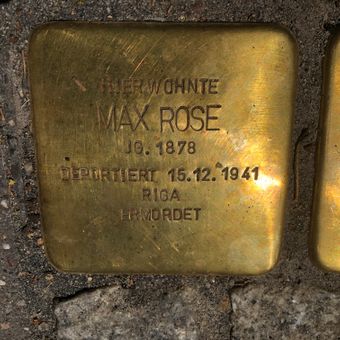 HIER WOHNTE
MAX ROSE
JG. 1878
DEPORTIERT 15.12.1941
RIGA
ERMORDET